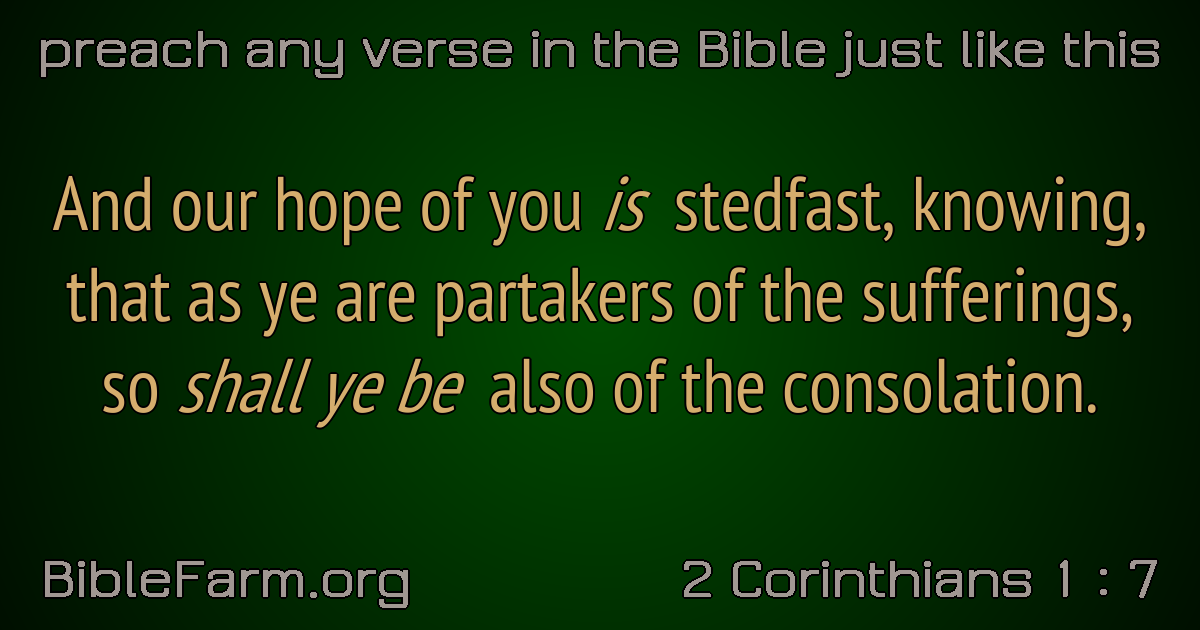 preach any verse in the Bible just like this
And our hope of you is stedfast, knowing,
that as ye are partakers of the sufferings,
so shall ye be also of the consolation.
BibleFarm.org
2 Corinthians 1 : 7